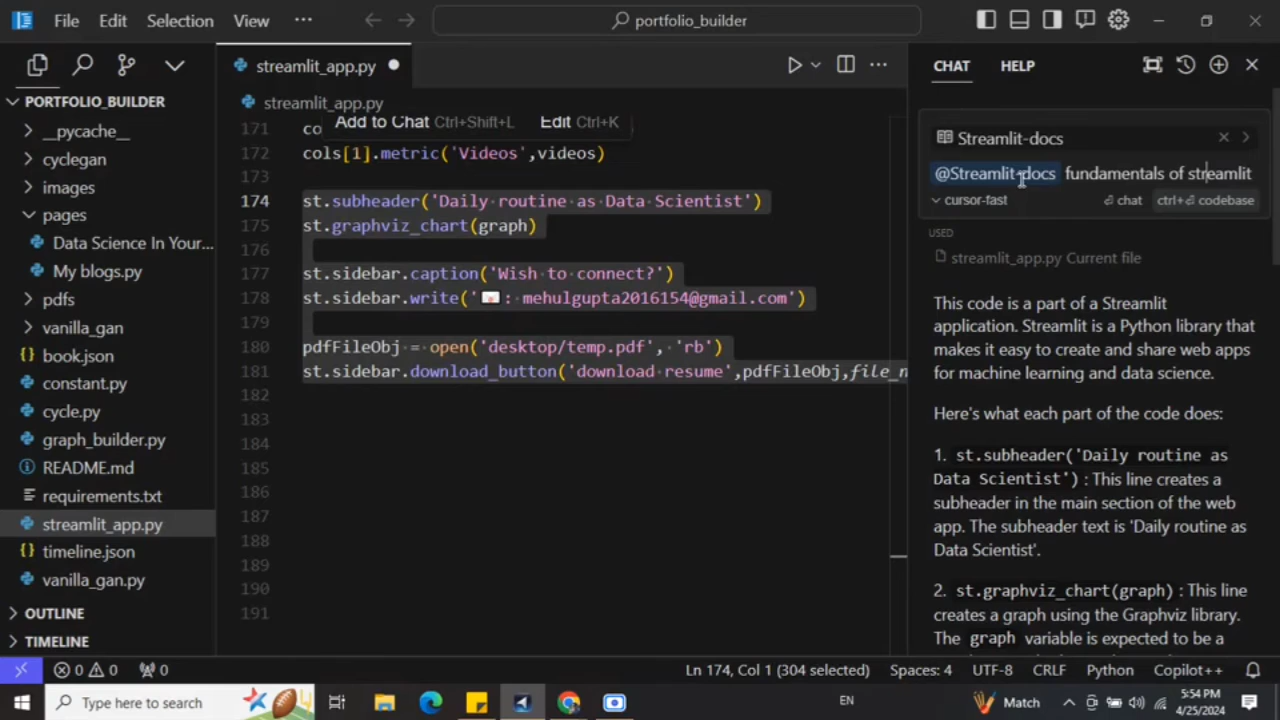 File Edit Selection View ··· portfolio_builder
streamlit_app.py
CHAT HELP
PORTFOLIO_BUILDER
__pycache__
cyclegan
images
pages
Data Science In Your...
My blogs.py
pdfs
vanilla_gan
book.json
constant.py
cycle.py
graph_builder.py
README.md
requirements.txt
streamlit_app.py
timeline.json
vanilla_gan.py
OUTLINE
TIMELINE
streamlit_app.py
Add to Chat Ctrl+Shift+L Edit Ctrl+K
171 co
172 cols[1].metric('Videos',videos)
173
174 st.subheader('Daily routine as Data Scientist')
175 st.graphviz_chart(graph)
176
177 st.sidebar.caption('Wish to connect?')
178 st.sidebar.write('📧: mehulgupta2016154@gmail.com')
179
180 pdfFileObj = open('desktop/temp.pdf', 'rb')
181 st.sidebar.download_button('download resume',pdfFileObj,file_n
182
183
184
185
186
187
188
189
190
191
Streamlit-docs
@Streamlit-docs fundamentals of streamlit
cursor-fast chat ctrl+⏎ codebase
USED
streamlit_app.py Current file
This code is a part of a Streamlit
application. Streamlit is a Python library that
makes it easy to create and share web apps
for machine learning and data science.
Here's what each part of the code does:
1. st.subheader('Daily routine as
Data Scientist') : This line creates a
subheader in the main section of the web
app. The subheader text is 'Daily routine as
Data Scientist'.
2. st.graphviz_chart(graph) : This line
creates a graph using the Graphviz library.
The graph variable is expected to be a
0 0 0 Ln 174, Col 1 (304 selected) Spaces: 4 UTF-8 CRLF Python Copilot++
Type here to search EN Match 5:54 PM
4/25/2024